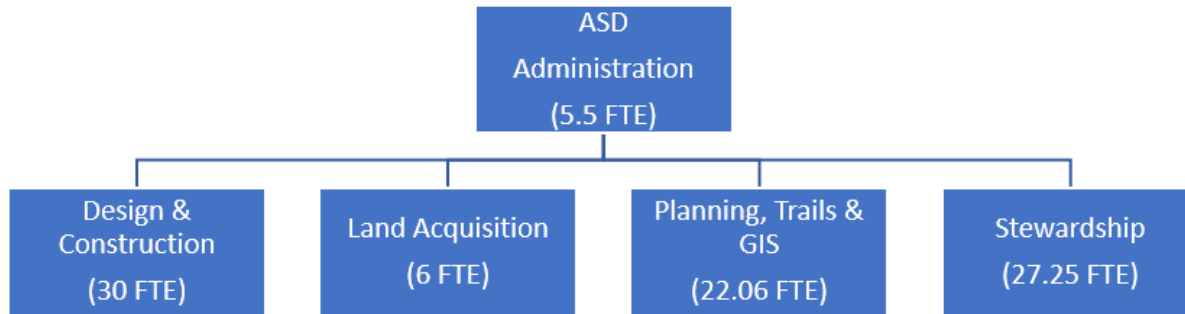 ASD
Administration
(5.5 FTE)
Design &
Construction
(30 FTE)
Land Acquisition
(6 FTE)
Planning, Trails &
GIS
(22.06 FTE)
Stewardship
(27.25 FTE)